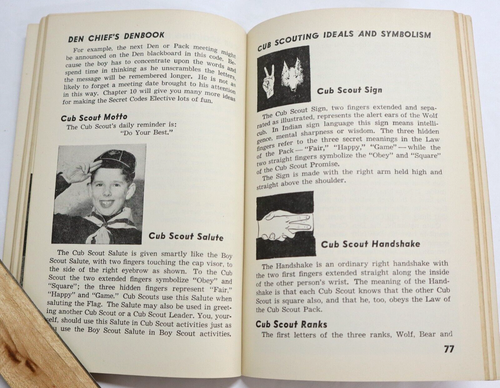 DEN CHIEF'S DENBOOK
For example, the next Den or Pack meeting might
be announced on the Den blackboard in this code. Be-
cause the boy has to concentrate upon the words and
spend time in thinking as he unscrambles the letters,
the message will be remembered longer. He is not as
likely to forget a meeting date brought to his attention
in this way. Chapter 10 will give you many more ideas
for making the Secret Codes Elective lots of fun.
Cub Scout Motto
The Cub Scout's daily reminder is:
"Do Your Best."
Cub Scout Salute
The Cub Scout Salute is given smartly like the Boy
Scout Salute, with two fingers touching the cap visor, to
the side of the right eyebrow as shown. To the Cub
Scout the two extended fingers symbolize "Obey" and
"Square"; the three hidden fingers represent "Fair,"
"Happy" and "Game." Cub Scouts use this Salute when
saluting the Flag. The Salute may also be used in greet-
ing another Cub Scout or a Cub Scout Leader. You, your-
self, should use this Salute in Cub Scout activities just as
use the Boy Scout Salute in Boy Scout activities.
CUB SCOUTING IDEALS AND SYMBOLISM
Cub Scout Sign
The Cub Scout Sign, two fingers extended and sepa-
rated as illustrated, represents the alert ears of the Wolf
cub. In Indian sign language this sign means intelli-
gence, mental sharpness or wisdom. The three hidden
fingers refer to the three secret meanings in the Law
of the Pack — "Fair," "Happy," "Game" — while the
two straight fingers symbolize the "Obey" and "Square"
of the Cub Scout Promise.
The Sign is made with the right arm held high and
straight above the shoulder.
Cub Scout Handshake
The Handshake is an ordinary right handshake with
the two first fingers extended straight along the inside
of the other person's wrist. The meaning of the Hand-
shake is that each Cub Scout knows that the other Cub
Scout is square also, and that he, too, obeys the Law of
the Cub Scout Pack.
Cub Scout Ranks
The first letters of the three ranks, Wolf, Bear and
77